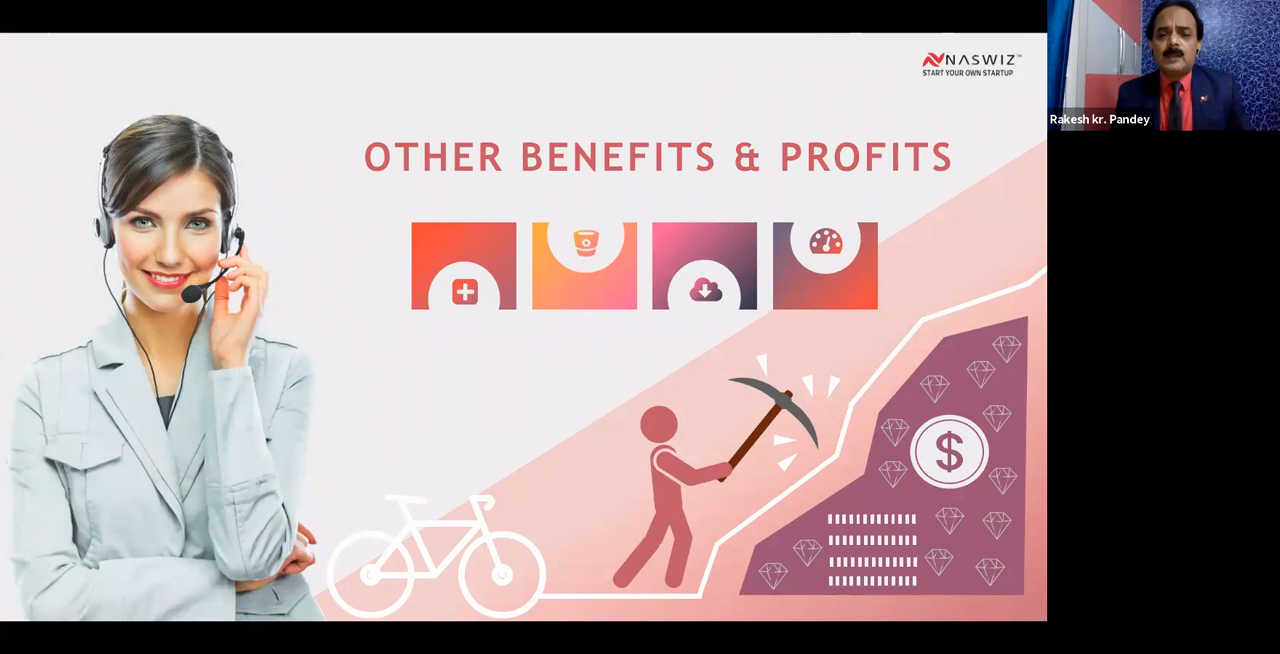 NASWIZ™
START YOUR OWN STARTUP
Rakesh kr. Pandey
OTHER BENEFITS & PROFITS
$